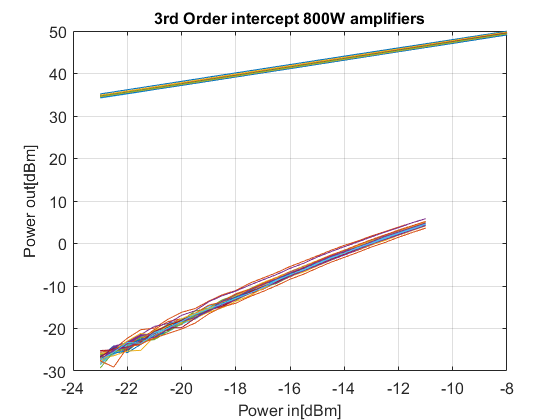 3rd Order intercept 800W amplifiers
50
40
30
20
10
0
-10
-20
-30
Power out[dBm]
-24 -22 -20 -18 -16 -14 -12 -10 -8
Power in[dBm]